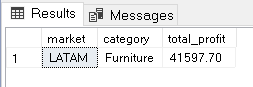 Results Messages
market category total_profit
1 LATAM Furniture 41597.70